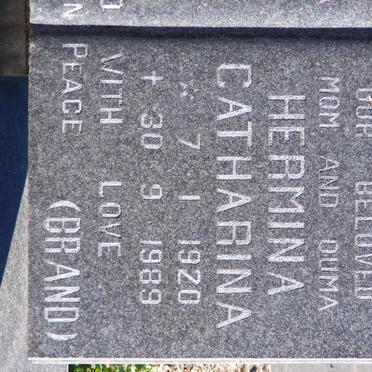 OUR BELOVED
MOM AND OUMA
HERMINA
CATHARINA
☆ 7 1 1920
✝ 30 9 1989
WITH LOVE
PEACE (BRAND)